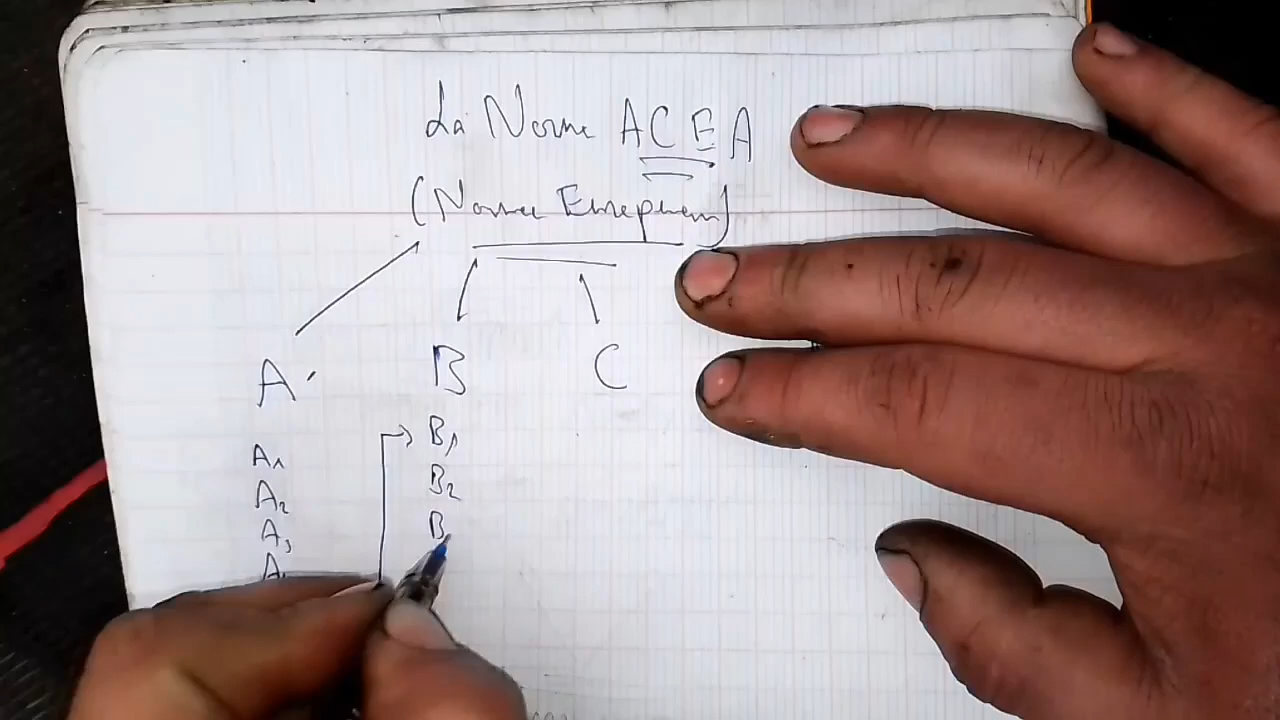 La Norme ACEA
(Norme Européenne)
A B C
A1 B1
A2 B2
A3 B
A